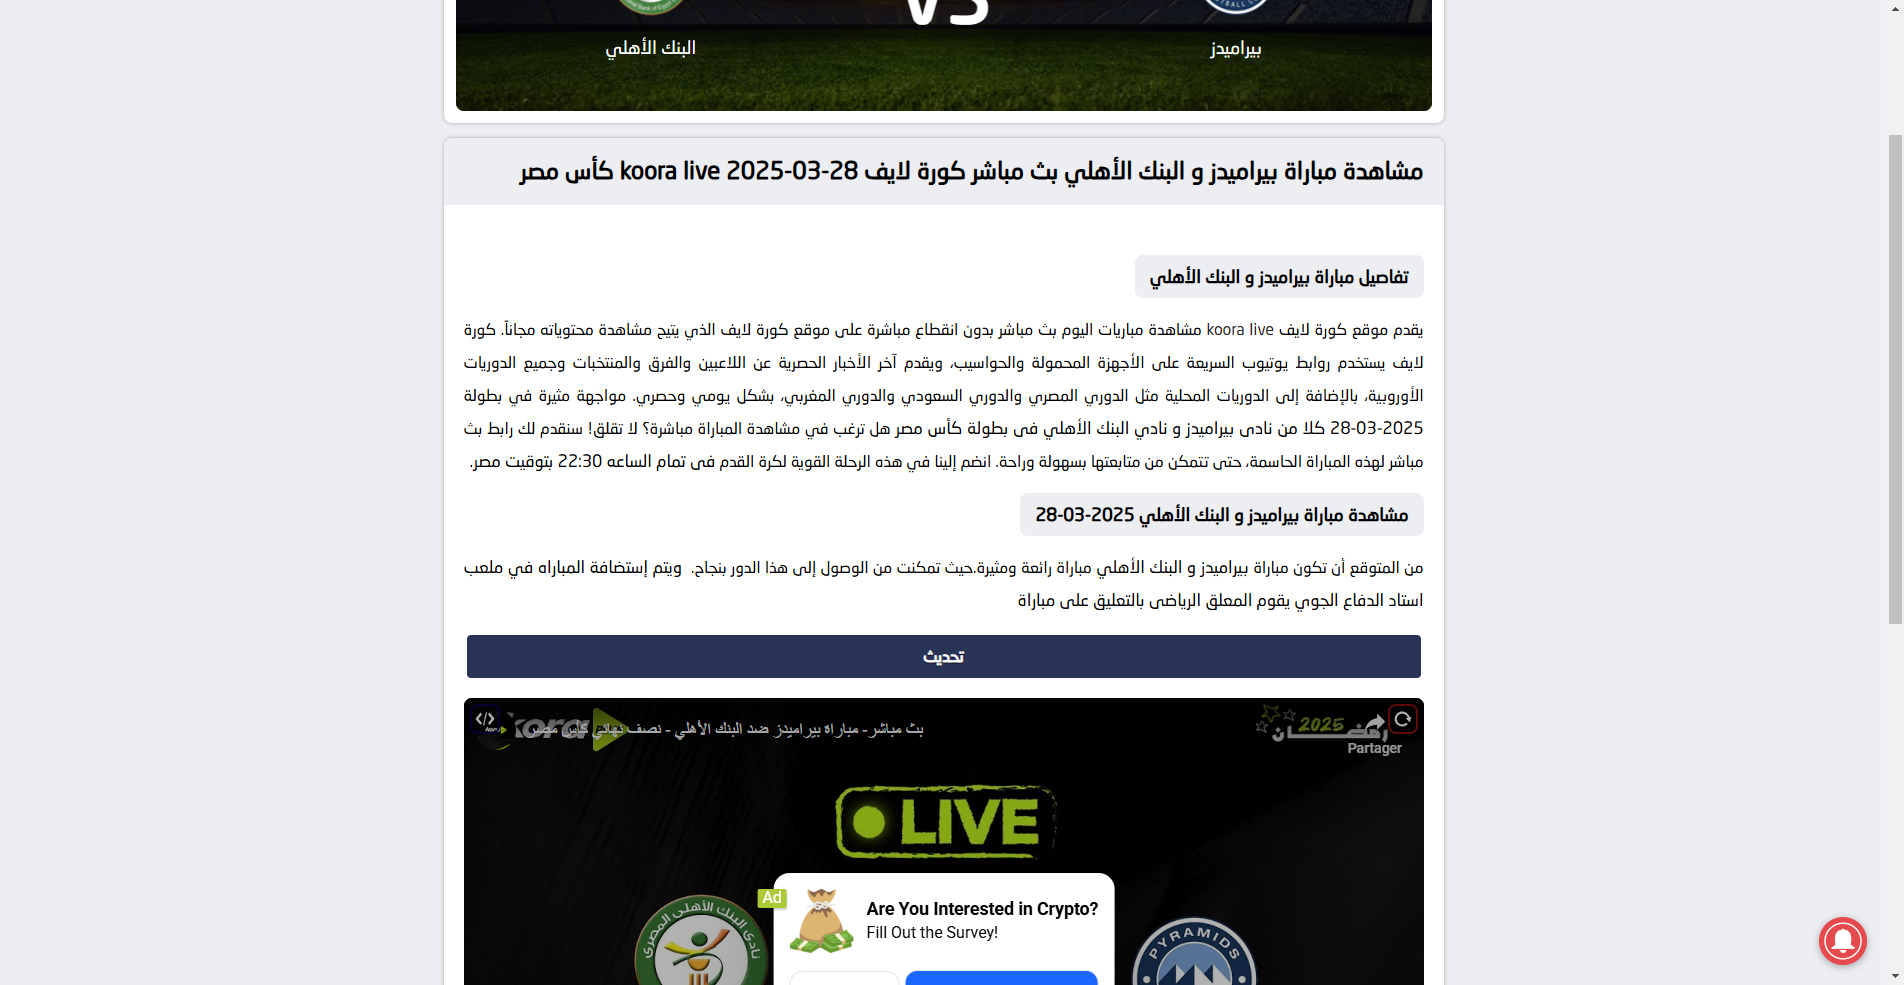 VS
البنك الأهلي
بيراميدز
مشاهدة مباراة بيراميدز و البنك الأهلي بث مباشر كورة لايف koora live 2025-03-28 كأس مصر
تفاصيل مباراة بيراميدز و البنك الأهلي
يقدم موقع كورة لايف koora live مشاهدة مباريات اليوم بث مباشر بدون انقطاع مباشرة على موقع كورة لايف الذي يتيح مشاهدة محتوياته مجاناً. كورة
لايف يستخدم روابط يوتيوب السريعة على الأجهزة المحمولة والحواسيب، ويقدم آخر الأخبار الحصرية عن اللاعبين والفرق والمنتخبات وجميع الدوريات
الأوروبية، بالإضافة إلى الدوريات المحلية مثل الدوري المصري والدوري السعودي والدوري المغربي، بشكل يومي وحصري. مواجهة مثيرة في بطولة
28-03-2025 كلا من نادى بيراميدز و نادي البنك الأهلي فى بطولة كأس مصر هل ترغب في مشاهدة المباراة مباشرة؟ لا تقلق! سنقدم لك رابط بث
مباشر لهذه المباراة الحاسمة، حتى تتمكن من متابعتها بسهولة وراحة. انضم إلينا في هذه الرحلة القوية لكرة القدم فى تمام الساعه 22:30 بتوقيت مصر.
مشاهدة مباراة بيراميدز و البنك الأهلي 2025-03-28
من المتوقع أن تكون مباراة بيراميدز و البنك الأهلي مباراة رائعة ومثيرة.حيث تمكنت من الوصول إلى هذا الدور بنجاح. ويتم إستضافة المباراه في ملعب
استاد الدفاع الجوي يقوم المعلق الرياضى بالتعليق على مباراة
تحديث
kora
بث مباشر- مباراة بيراميدز ضد البنك الأهلي - نصف نهائي كأس مصر
2025
رمضان
Partager
LIVE
Ad
Are You Interested in Crypto?
Fill Out the Survey!
نادى البنك الأهلى المصرى
PYRAMIDS